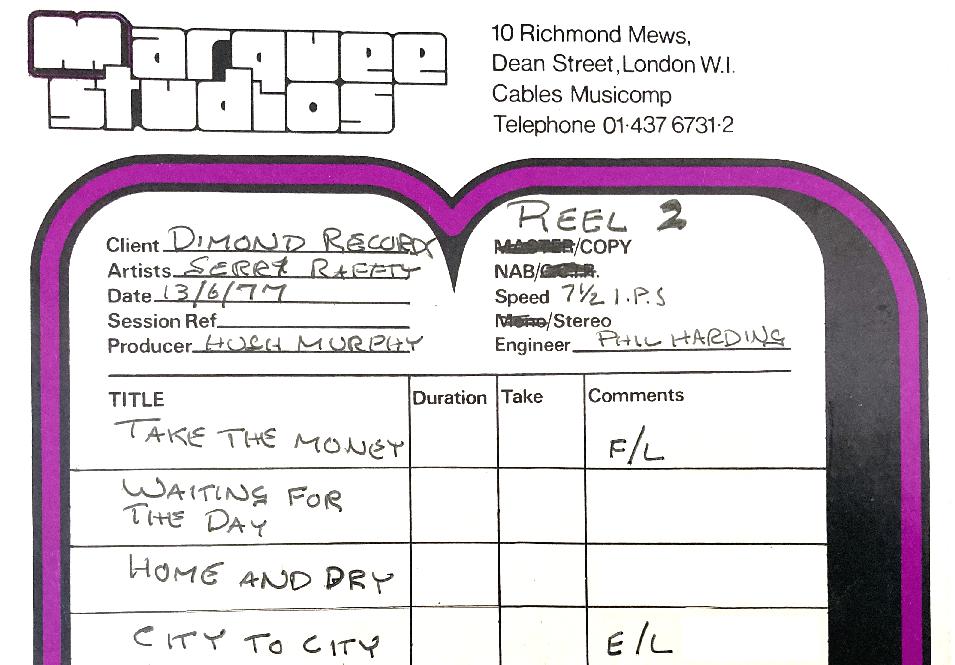 marquee
studios
10 Richmond Mews,
Dean Street, London W.I.
Cables Musicomp
Telephone 01·437 6731·2
REEL 2
Client DIMOND RECORDS
MASTER/COPY
Artists GERRY RAFFTY
NAB/C.C.I.R.
Date 13/6/77
Speed 7½ I.P.S
Session Ref
Mono/Stereo
Producer HUGH MURPHY
Engineer PHIL HARDING
TITLE Duration Take Comments
TAKE THE MONEY F/L
WAITING FOR
THE DAY
HOME AND DRY
CITY TO CITY E/L